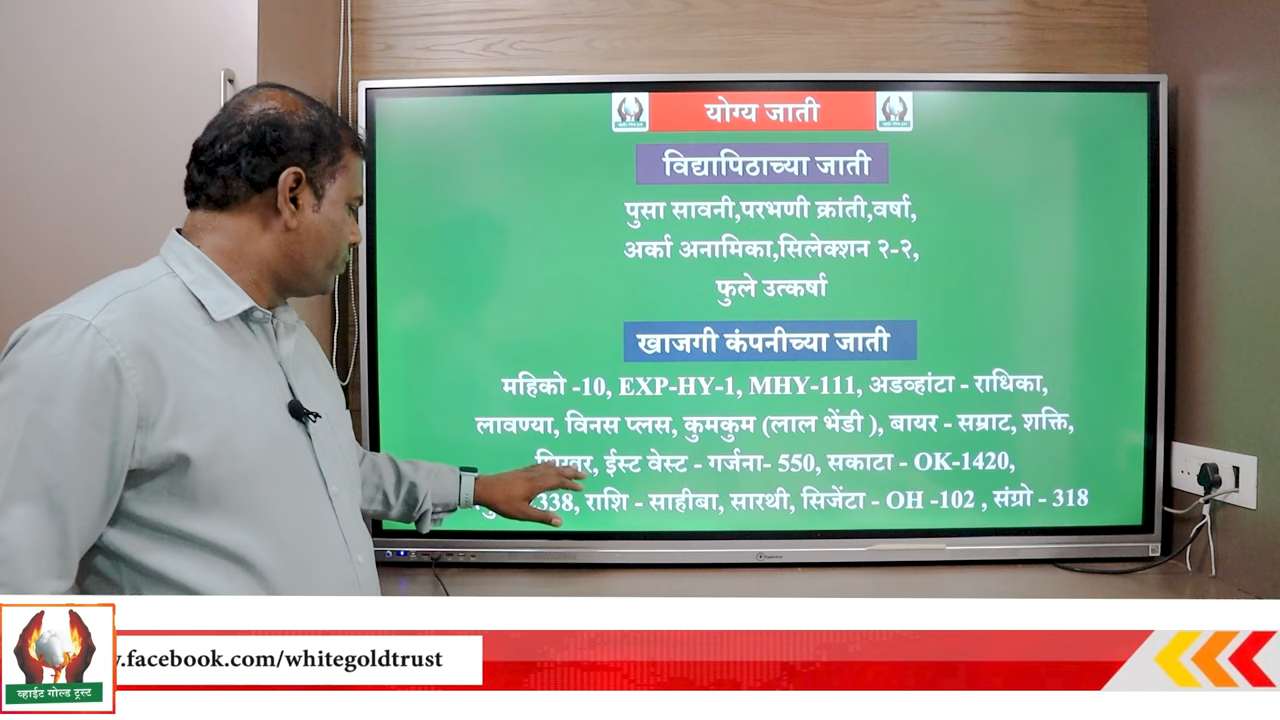 योग्य जाती
विद्यापिठाच्या जाती
पुसा सावनी,परभणी क्रांती,वर्षा,
अर्का अनामिका,सिलेक्शन २-२,
फुले उत्कर्षा
खाजगी कंपनीच्या जाती
महिको -10, EXP-HY-1, MHY-111, अडव्हांटा - राधिका,
लावण्या, विनस प्लस, कुमकुम (लाल भेंडी ), बायर - सम्राट, शक्ति,
ईस्ट वेस्ट - गर्जना- 550, सकाटा - OK-1420,
338, राशि - साहीबा, सारथी, सिजेंटा - OH -102 , संग्रो - 318
.facebook.com/whitegoldtrust
व्हाईट गोल्ड ट्रस्ट